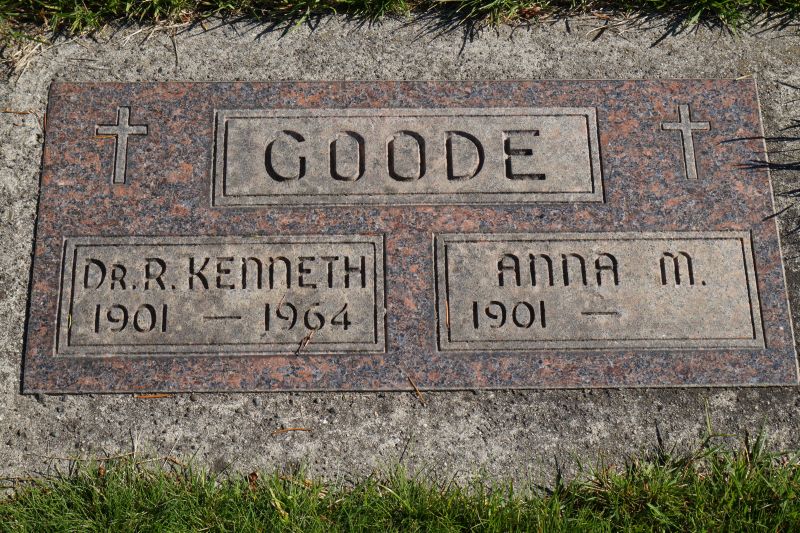 GOODE
DR. R. KENNETH
1901 — 1964
ANNA M.
1901 —